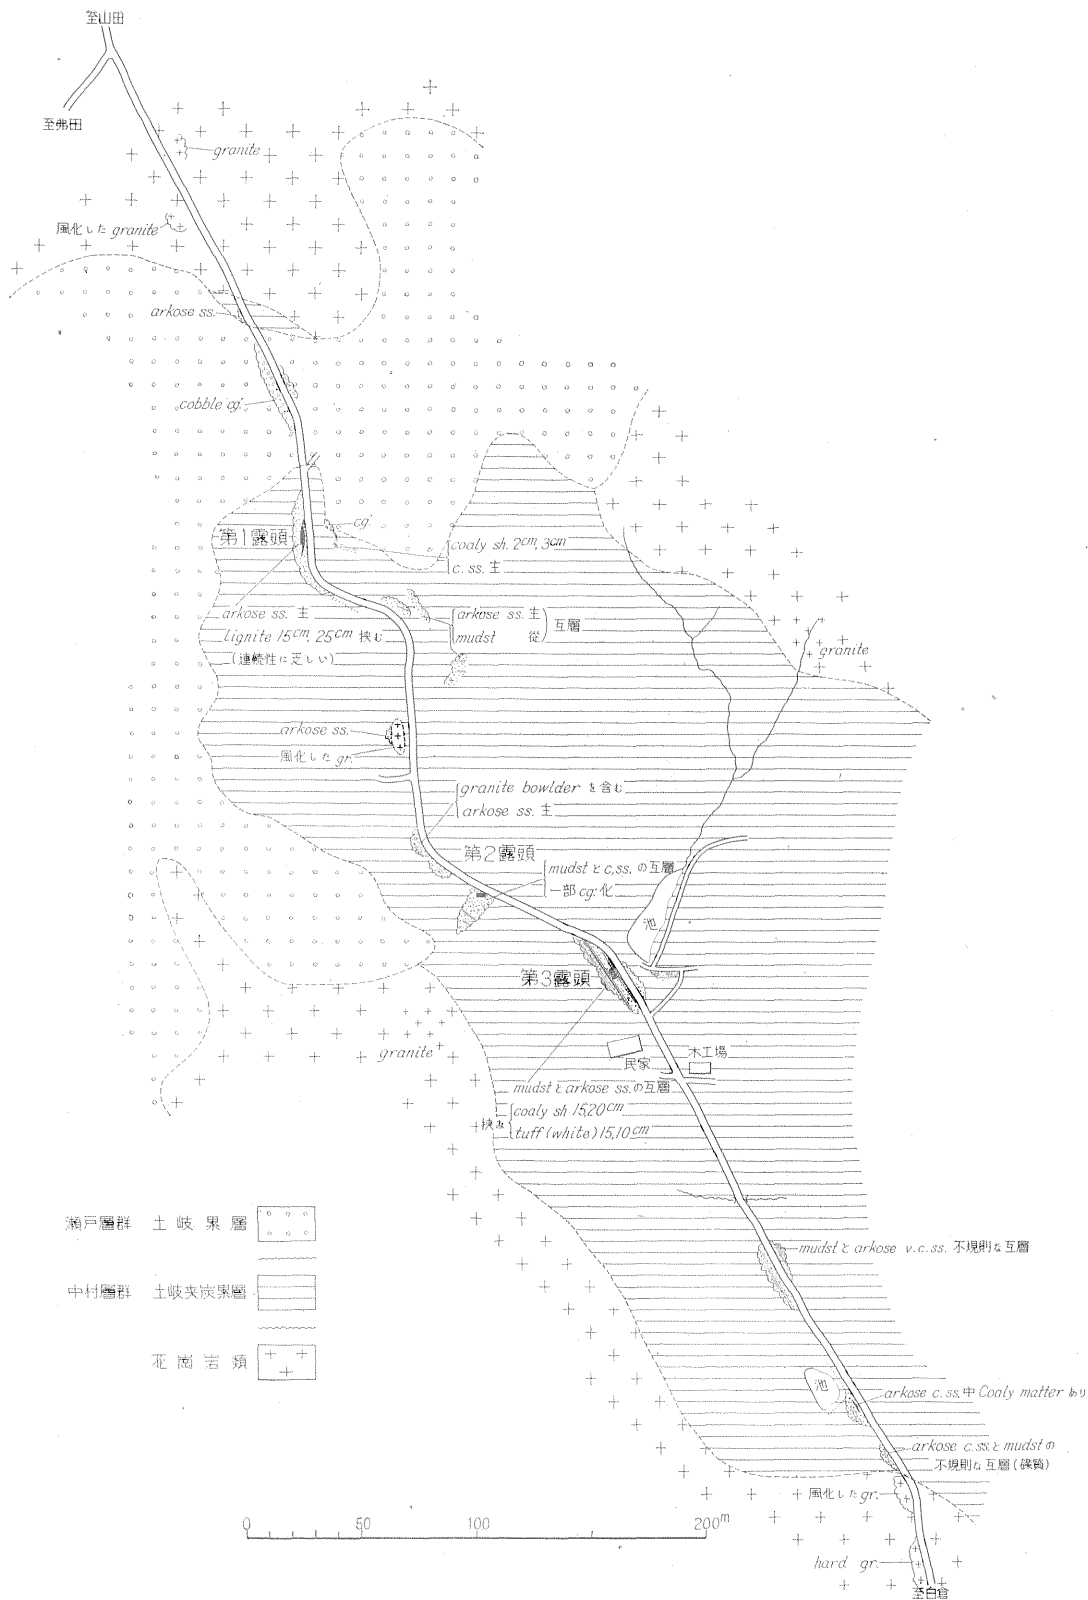 至山田
至弗田
granite
風化した granite
arkose ss.
cobble cg.
第1露頭
cg.
coaly sh. 2cm, 3cm
c. ss. 主
arkose ss. 主
lignite 15cm, 25cm 挟む
(連続性に乏しい)
arkose ss. 主
mudst 従
互層
granite
arkose ss.
風化した gr.
granite bowlder を含む
arkose ss. 主
第2露頭
mudst と c,ss. の互層
一部 cg. 化
池
第3露頭
granite
民家
木工場
mudst と arkose ss.の互層
挟み
coaly sh 15,20cm
tuff (white) 15,10cm
瀬戸層群 土岐累層
mudst と arkose v.c.ss. 不規則な互層
中村層群 土岐夾炭累層
花崗岩類
池
arkose c.ss.中 Coaly matter あり
arkose c.ss.と mudst の
不規則な互層(礫質)
風化した gr.
0 50 100 200m
hard gr.
至白倉